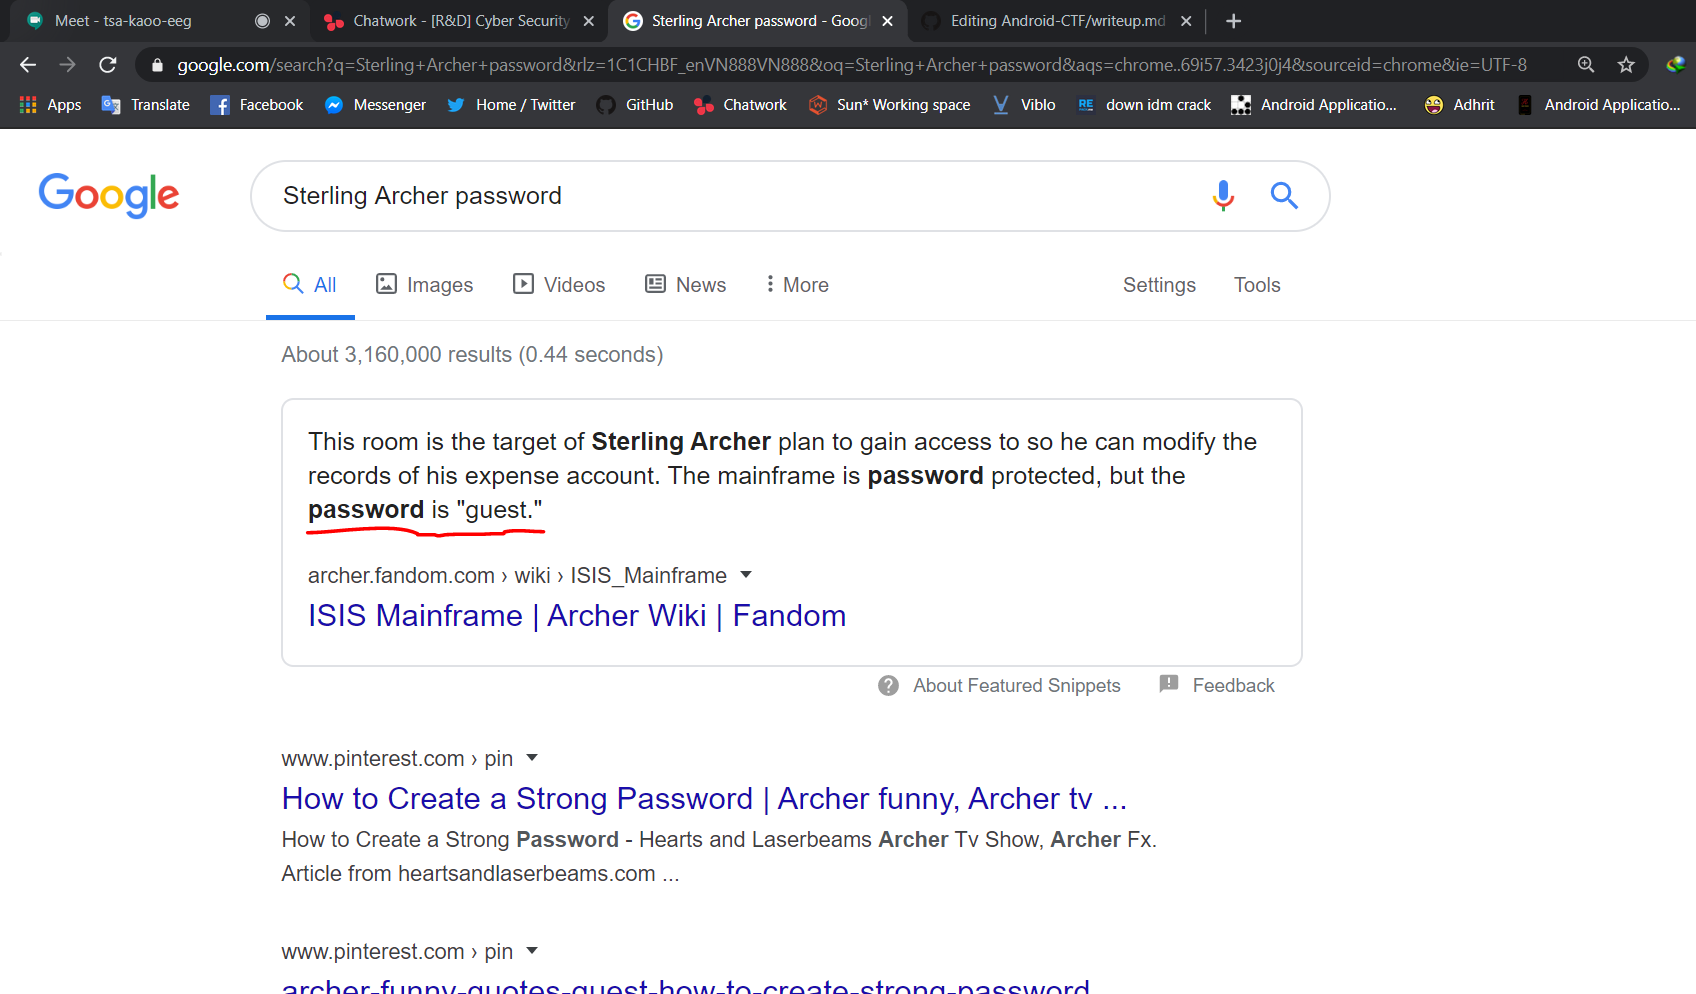 Meet - tsa-kaoo-eeg
Chatwork - [R&D] Cyber Security
Sterling Archer password - Goog
Editing Android-CTF/writeup.md
google.com/search?q=Sterling+Archer+password&rlz=1C1CHBF_enVN888VN888&oq=Sterling+Archer+password&aqs=chrome..69i57.3423j0j4&sourceid=chrome&ie=UTF-8
Apps Translate Facebook Messenger Home / Twitter GitHub Chatwork Sun* Working space Viblo RE down idm crack Android Applicatio... Adhrit Android Applicatio...
Google
Sterling Archer password
All Images Videos News More Settings Tools
About 3,160,000 results (0.44 seconds)
This room is the target of Sterling Archer plan to gain access to so he can modify the
records of his expense account. The mainframe is password protected, but the
password is "guest."
archer.fandom.com › wiki › ISIS_Mainframe
ISIS Mainframe | Archer Wiki | Fandom
About Featured Snippets Feedback
www.pinterest.com › pin
How to Create a Strong Password | Archer funny, Archer tv ...
How to Create a Strong Password - Hearts and Laserbeams Archer Tv Show, Archer Fx.
Article from heartsandlaserbeams.com ...
www.pinterest.com › pin
archer-funny-quotes-guest-how-to-create-strong-password